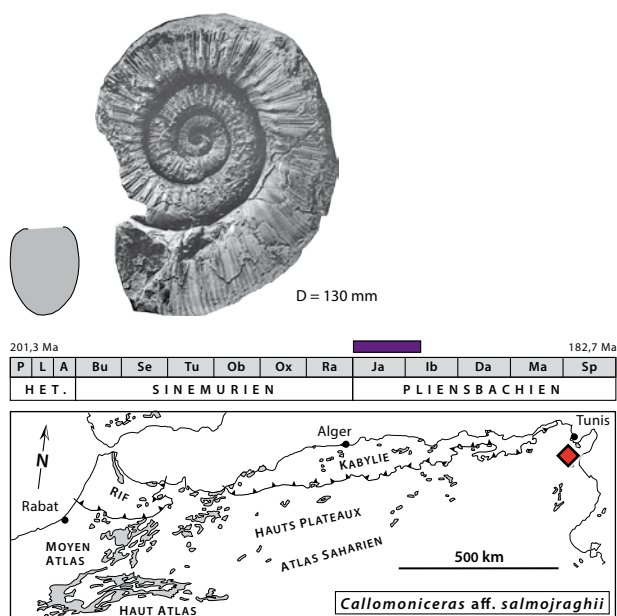 D = 130 mm
201,3 Ma 182,7 Ma
P L A Bu Se Tu Ob Ox Ra Ja Ib Da Ma Sp
HET. SINEMURIEN PLIENSBACHIEN
Tunis
Alger
N
KABYLIE
RIF
Rabat
HAUTS PLATEAUX
MOYEN
ATLAS
ATLAS SAHARIEN
500 km
HAUT ATLAS
Callomoniceras aff. salmojraghii